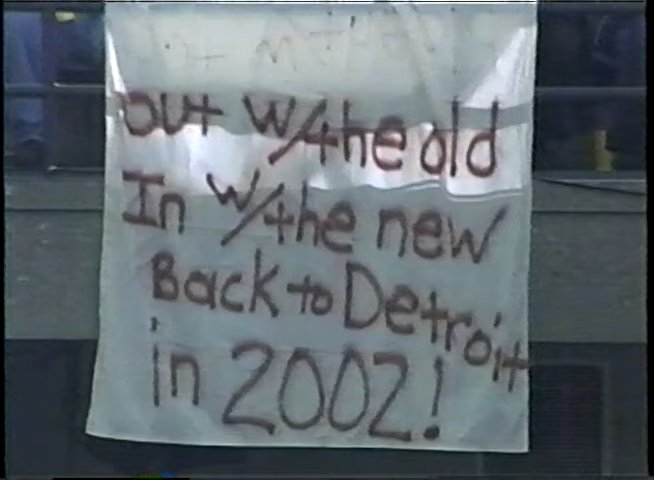 out w/the old
In w/the new
Back to Detroit
in 2002!